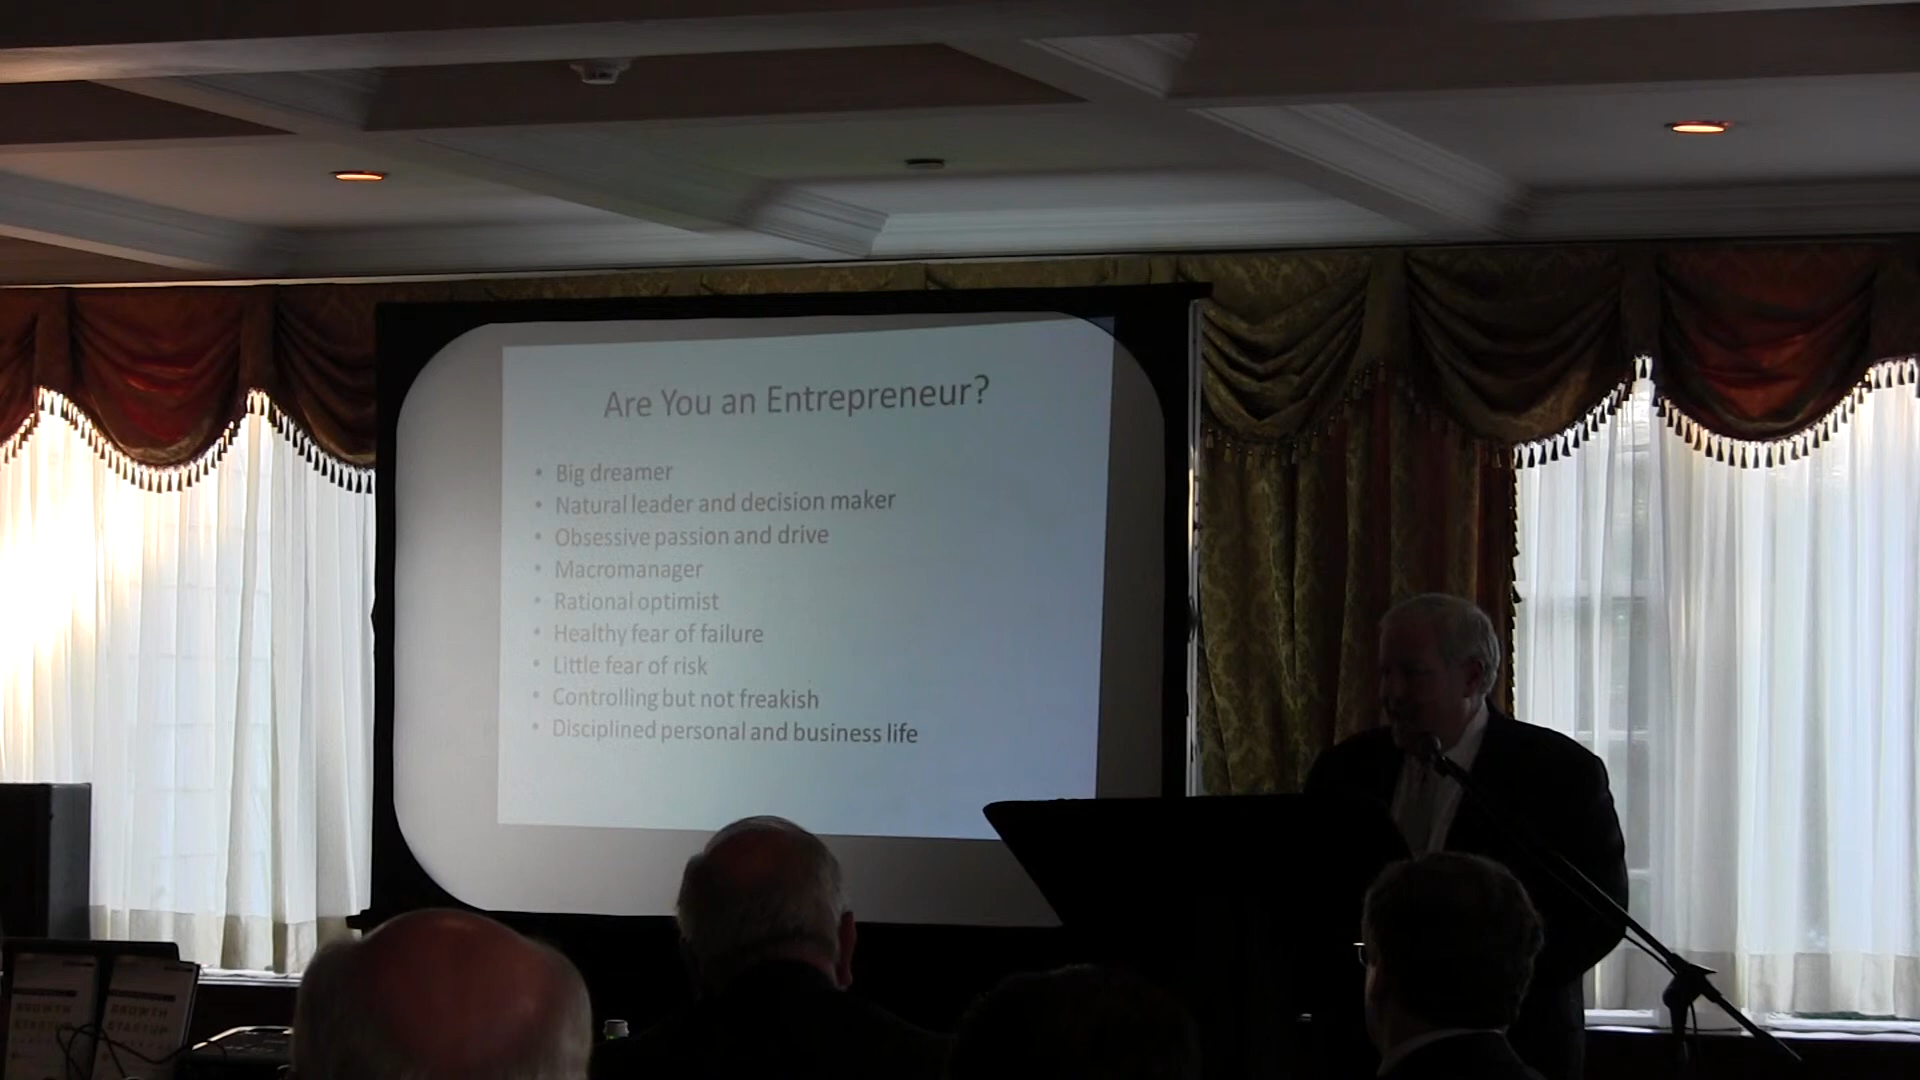 Are You an Entrepreneur?
• Big dreamer
• Natural leader and decision maker
• Obsessive passion and drive
• Macromanager
• Rational optimist
• Healthy fear of failure
• Little fear of risk
• Controlling but not freakish
• Disciplined personal and business life